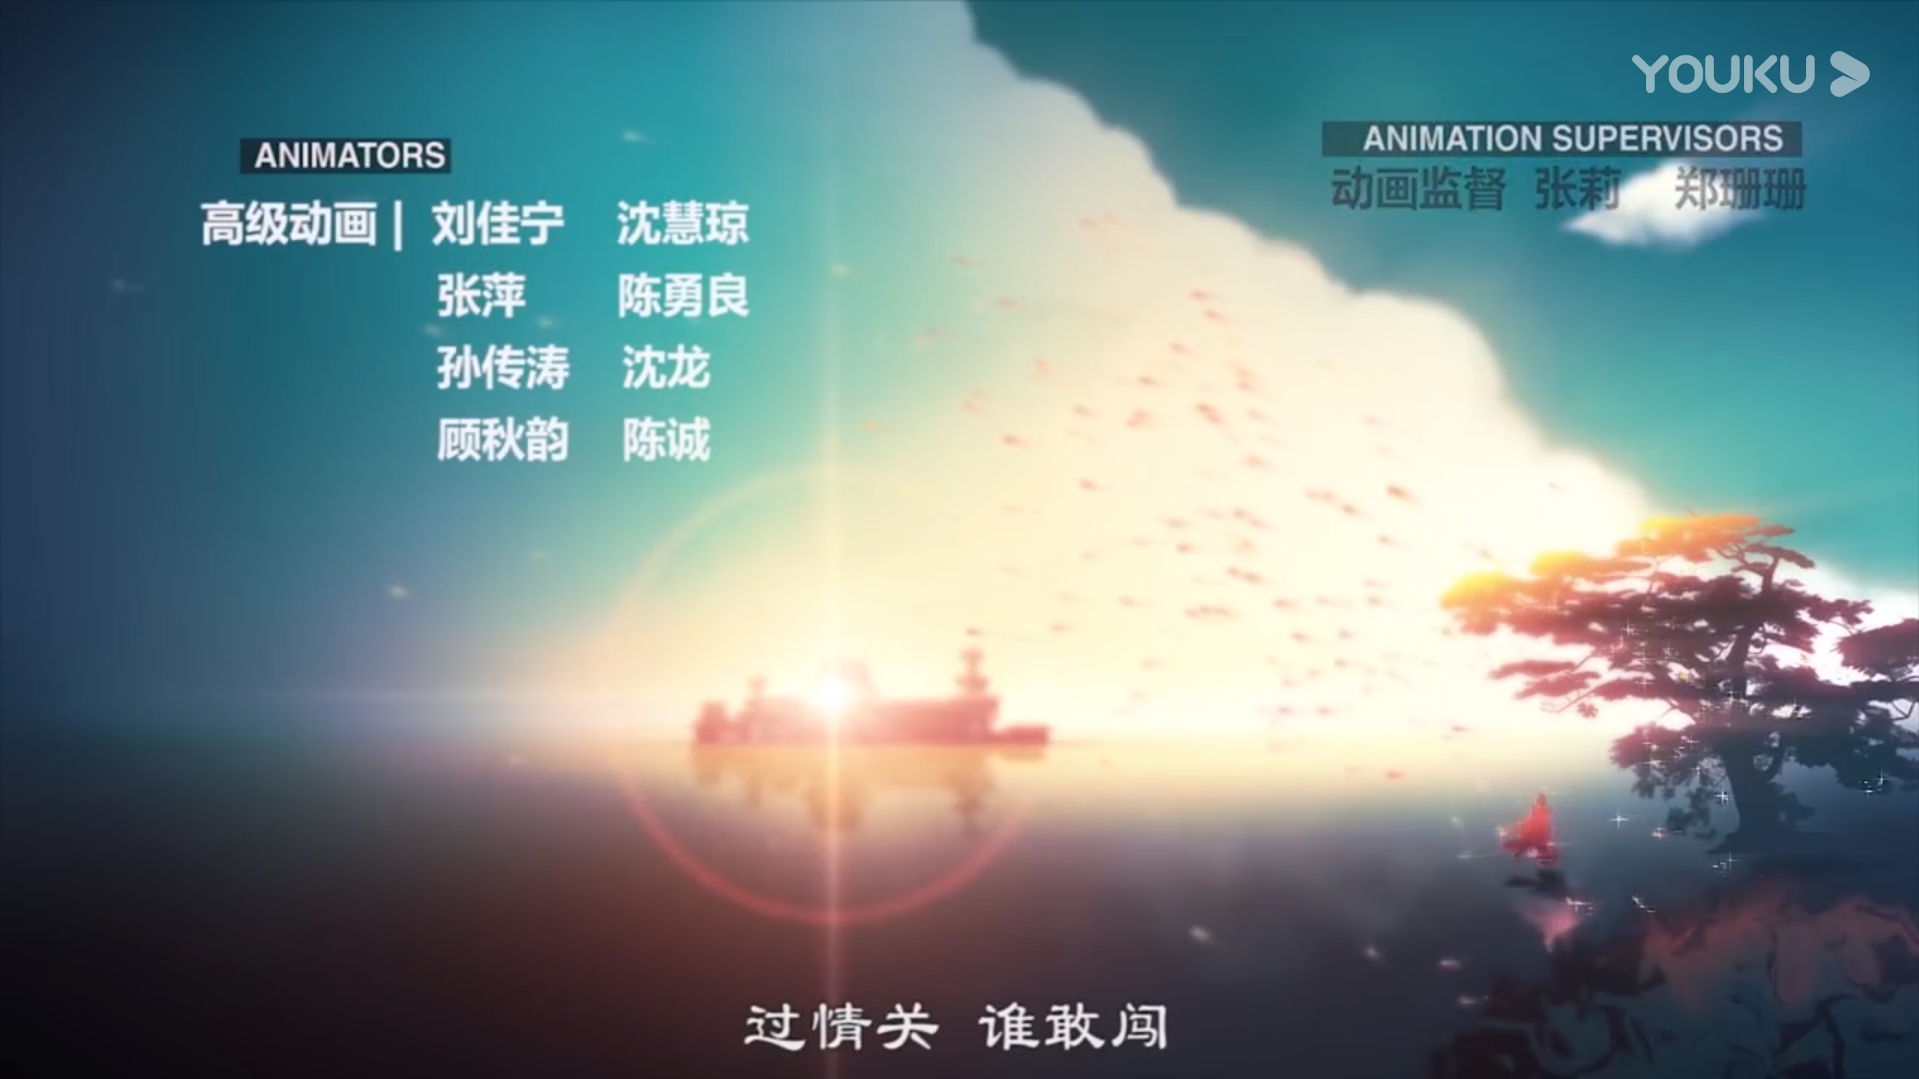 YOUKU
ANIMATORS
高级动画 | 刘佳宁 沈慧琼
张萍 陈勇良
孙传涛 沈龙
顾秋韵 陈诚
ANIMATION SUPERVISORS
动画监督 张莉 郑珊珊
过情关 谁敢闯